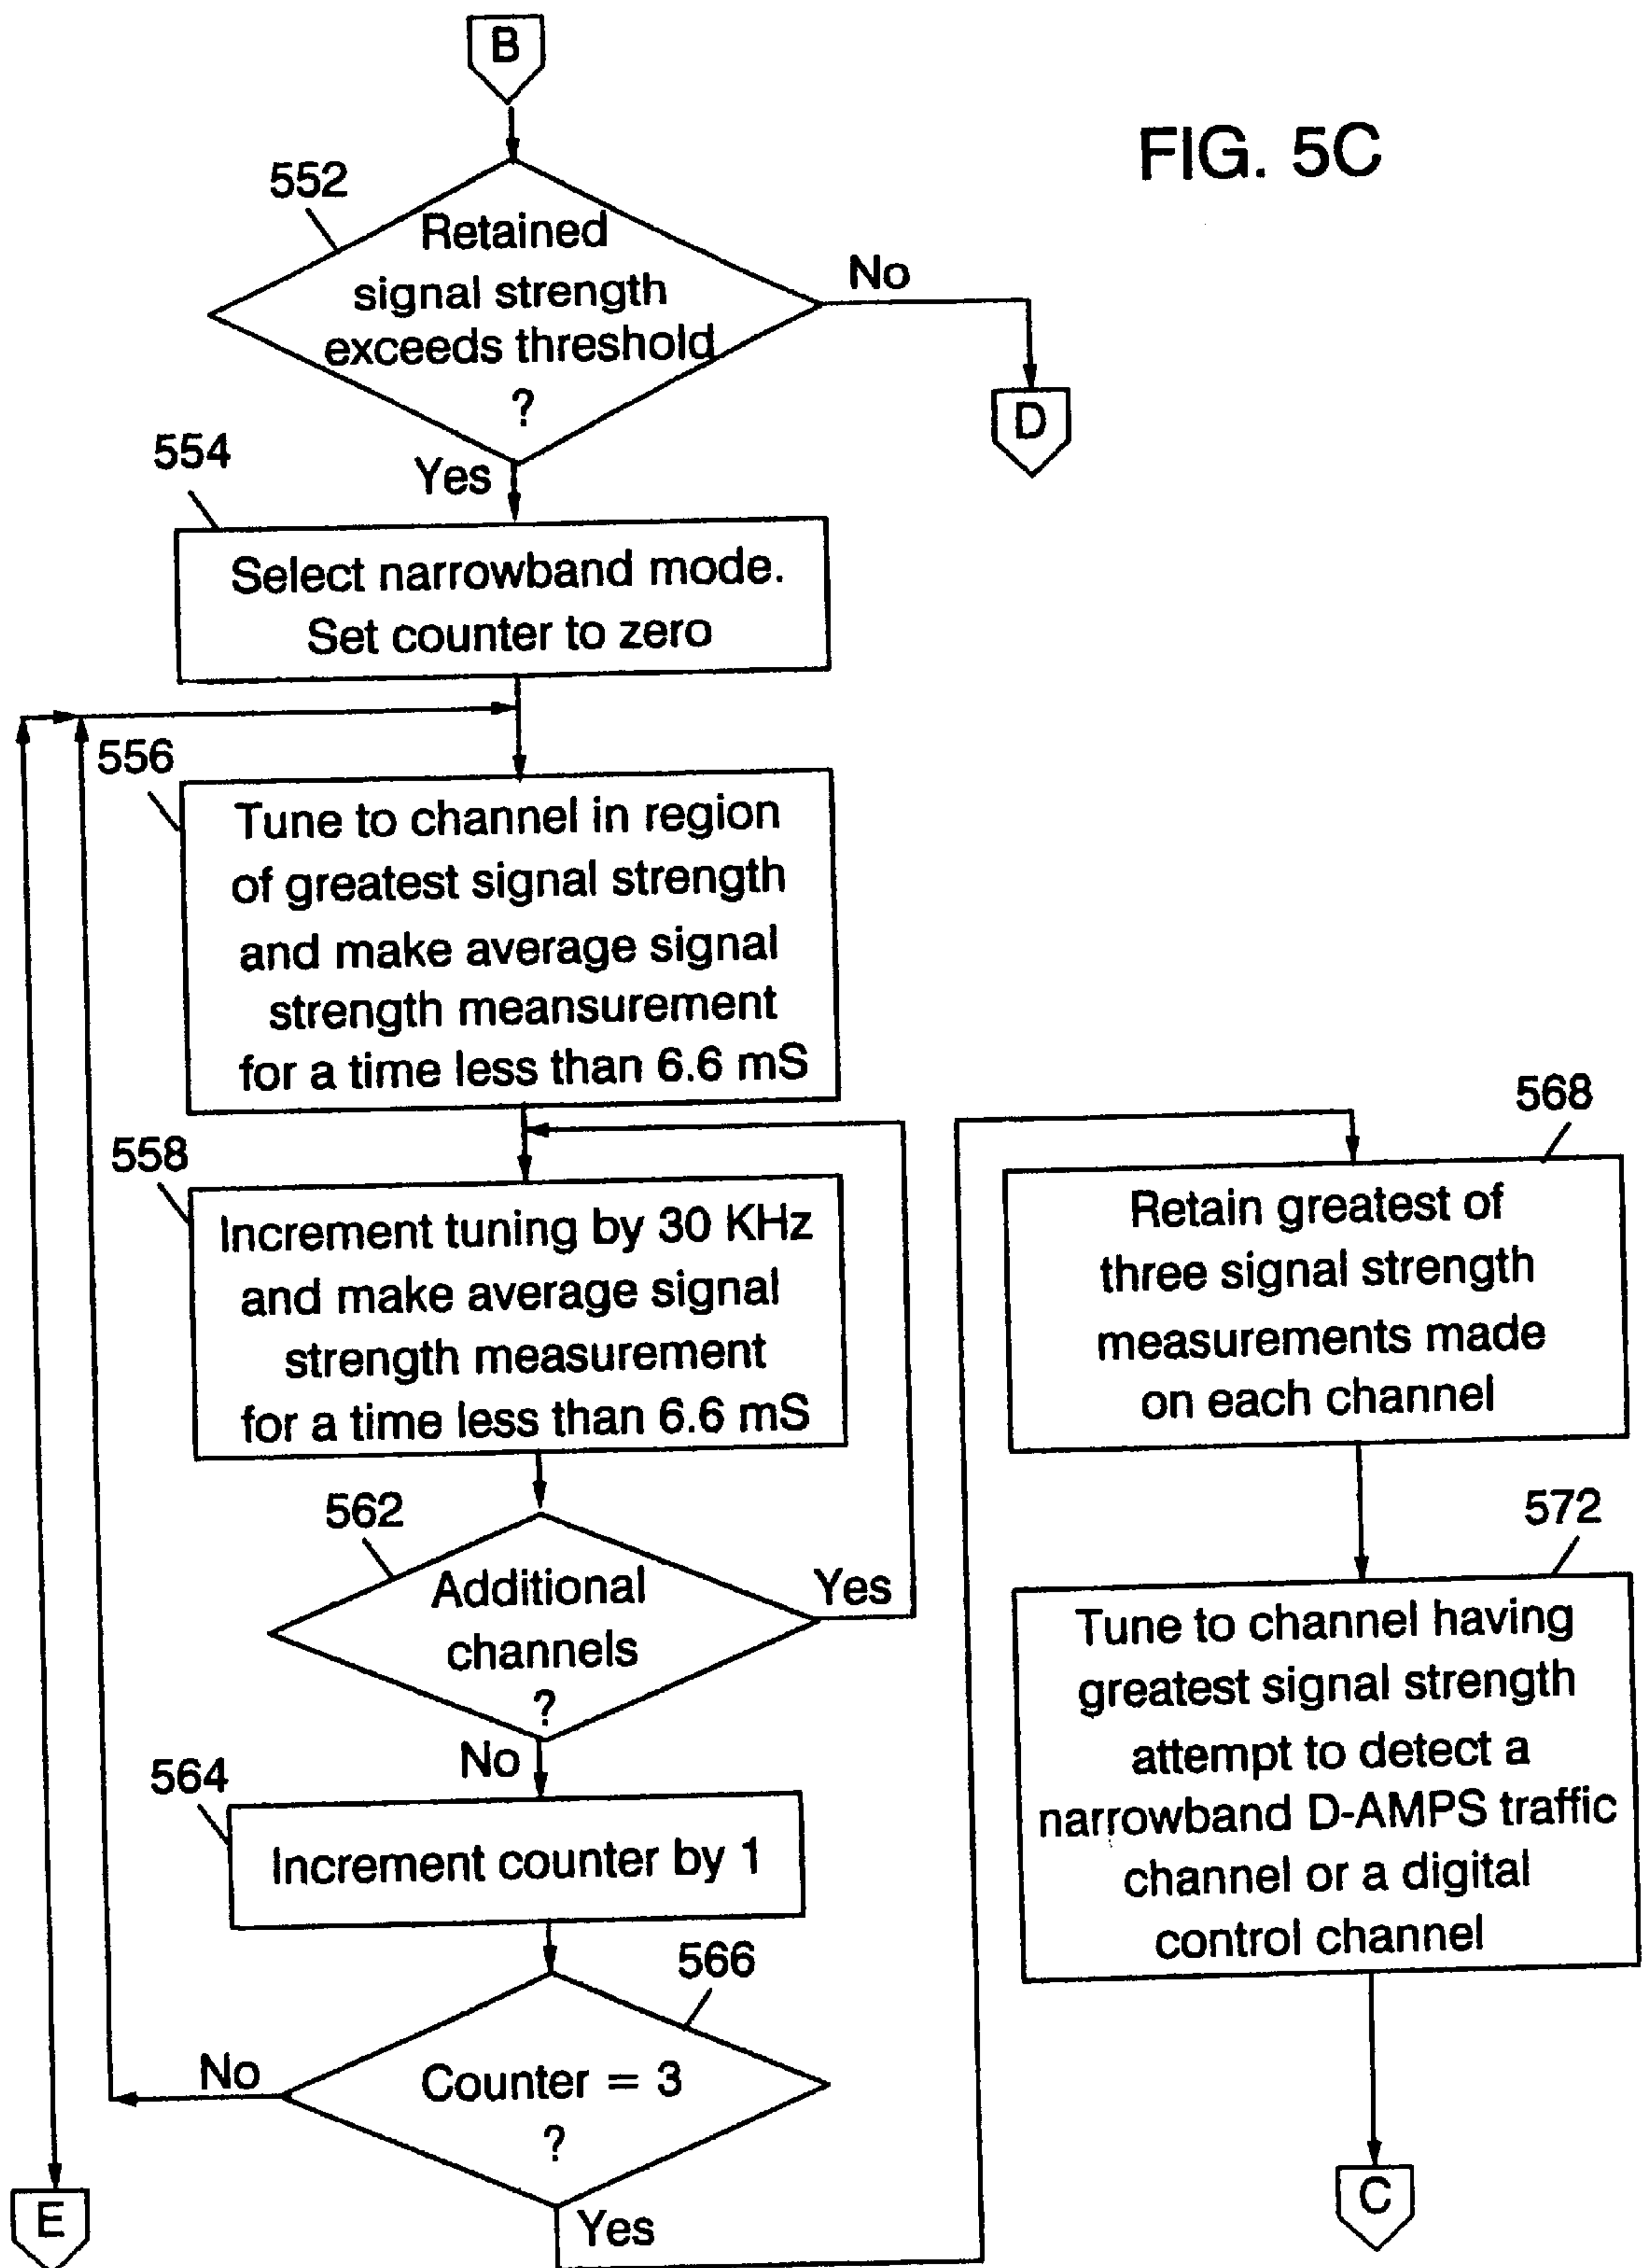 B
FIG. 5C
552
Retained
signal strength
exceeds threshold
?
No
D
Yes
554
Select narrowband mode.
Set counter to zero
556
Tune to channel in region
of greatest signal strength
and make average signal
strength meansurement
for a time less than 6.6 mS
558
Increment tuning by 30 KHz
and make average signal
strength measurement
for a time less than 6.6 mS
562
Additional
channels
?
Yes
No
564
Increment counter by 1
566
Counter = 3
?
No
Yes
E
568
Retain greatest of
three signal strength
measurements made
on each channel
572
Tune to channel having
greatest signal strength
attempt to detect a
narrowband D-AMPS traffic
channel or a digital
control channel
C